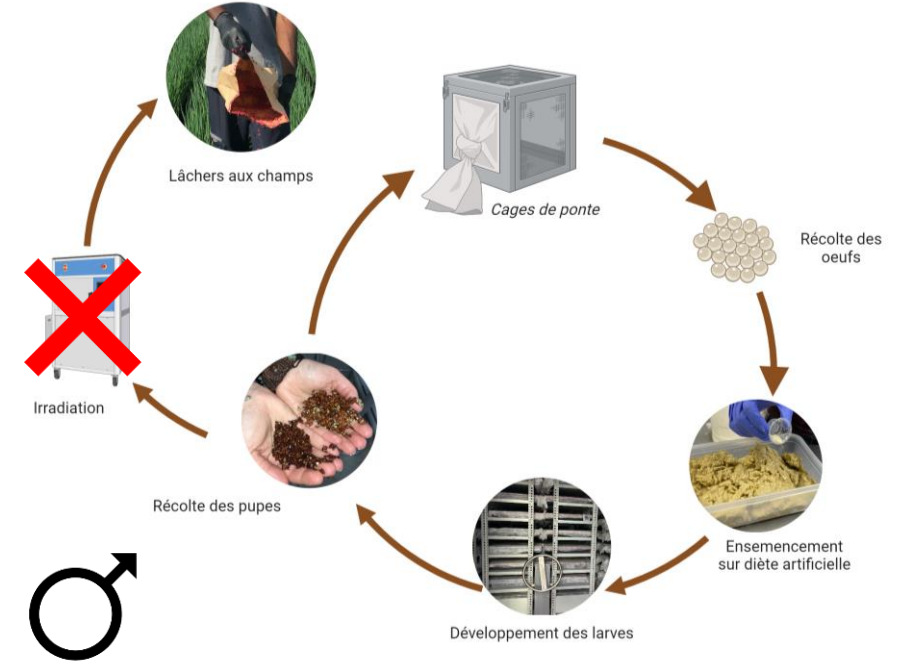 Lâchers aux champs
Cages de ponte
Récolte des
oeufs
Irradiation
Récolte des pupes
Ensemencement
sur diète artificielle
Développement des larves